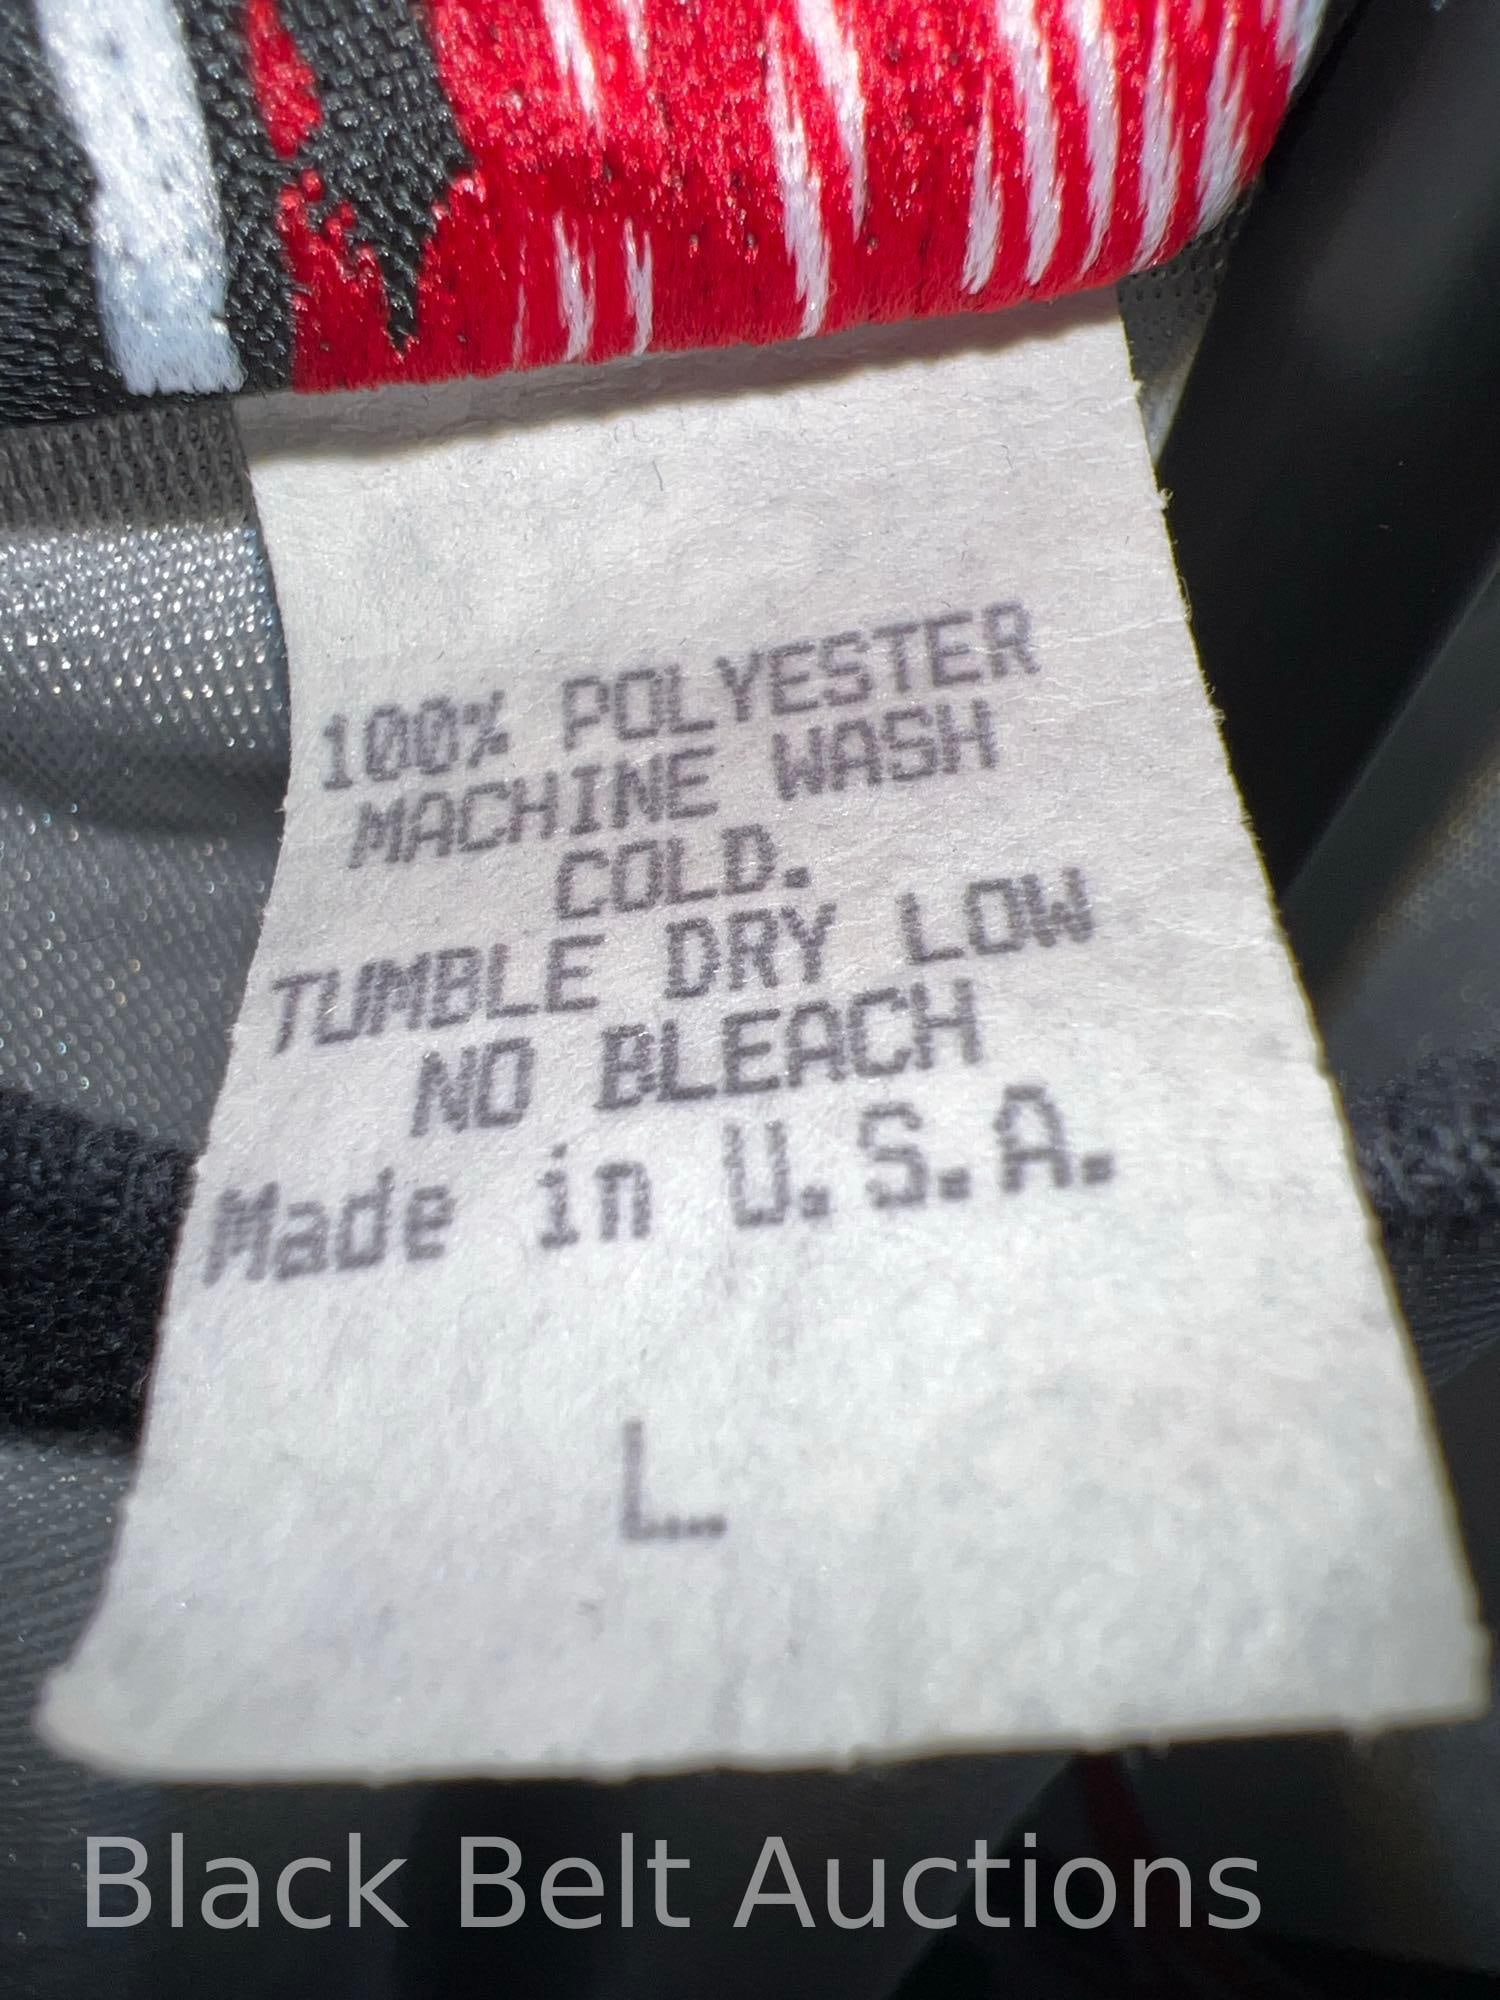 100% POLYESTER
MACHINE WASH
COLD.
TUMBLE DRY LOW
NO BLEACH
Made in U.S.A.
L
Black Belt Auctions